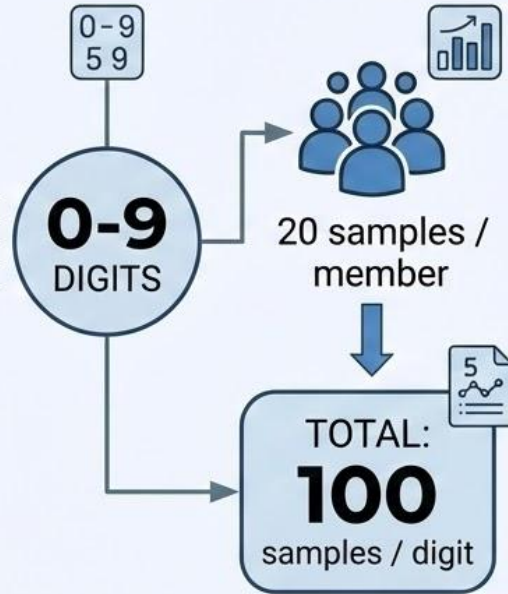 0-9
5 9
0-9
DIGITS
20 samples /
member
5
TOTAL:
100
samples / digit